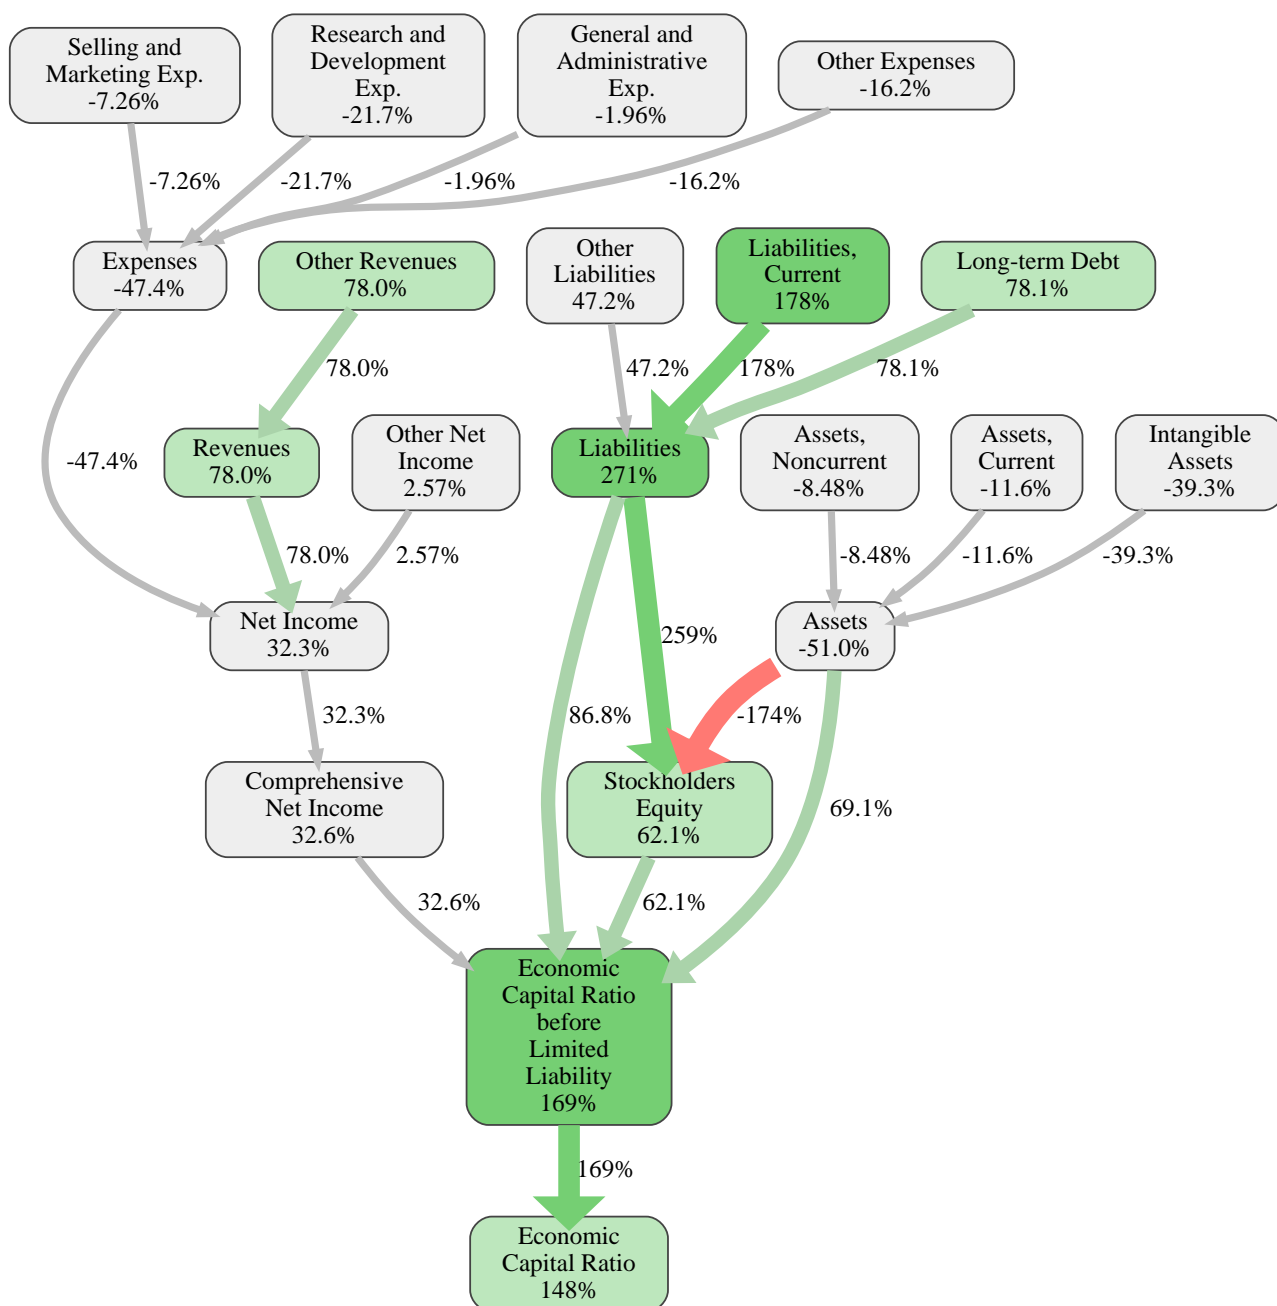 Selling and
Marketing Exp.
-7.26%
Research and
Development
Exp.
-21.7%
General and
Administrative
Exp.
-1.96%
Other Expenses
-16.2%
-7.26%
-21.7%
-1.96%
-16.2%
Expenses
-47.4%
Other Revenues
78.0%
Other
Liabilities
47.2%
Liabilities,
Current
178%
Long-term Debt
78.1%
78.0%
47.2%
178%
78.1%
-47.4%
Revenues
78.0%
Other Net
Income
2.57%
Liabilities
271%
Assets,
Noncurrent
-8.48%
Assets,
Current
-11.6%
Intangible
Assets
-39.3%
78.0%
2.57%
-8.48%
-11.6%
-39.3%
Net Income
32.3%
259%
Assets
-51.0%
32.3%
86.8%
-174%
Comprehensive
Net Income
32.6%
Stockholders
Equity
62.1%
69.1%
32.6%
62.1%
Economic
Capital Ratio
before
Limited
Liability
169%
169%
Economic
Capital Ratio
148%